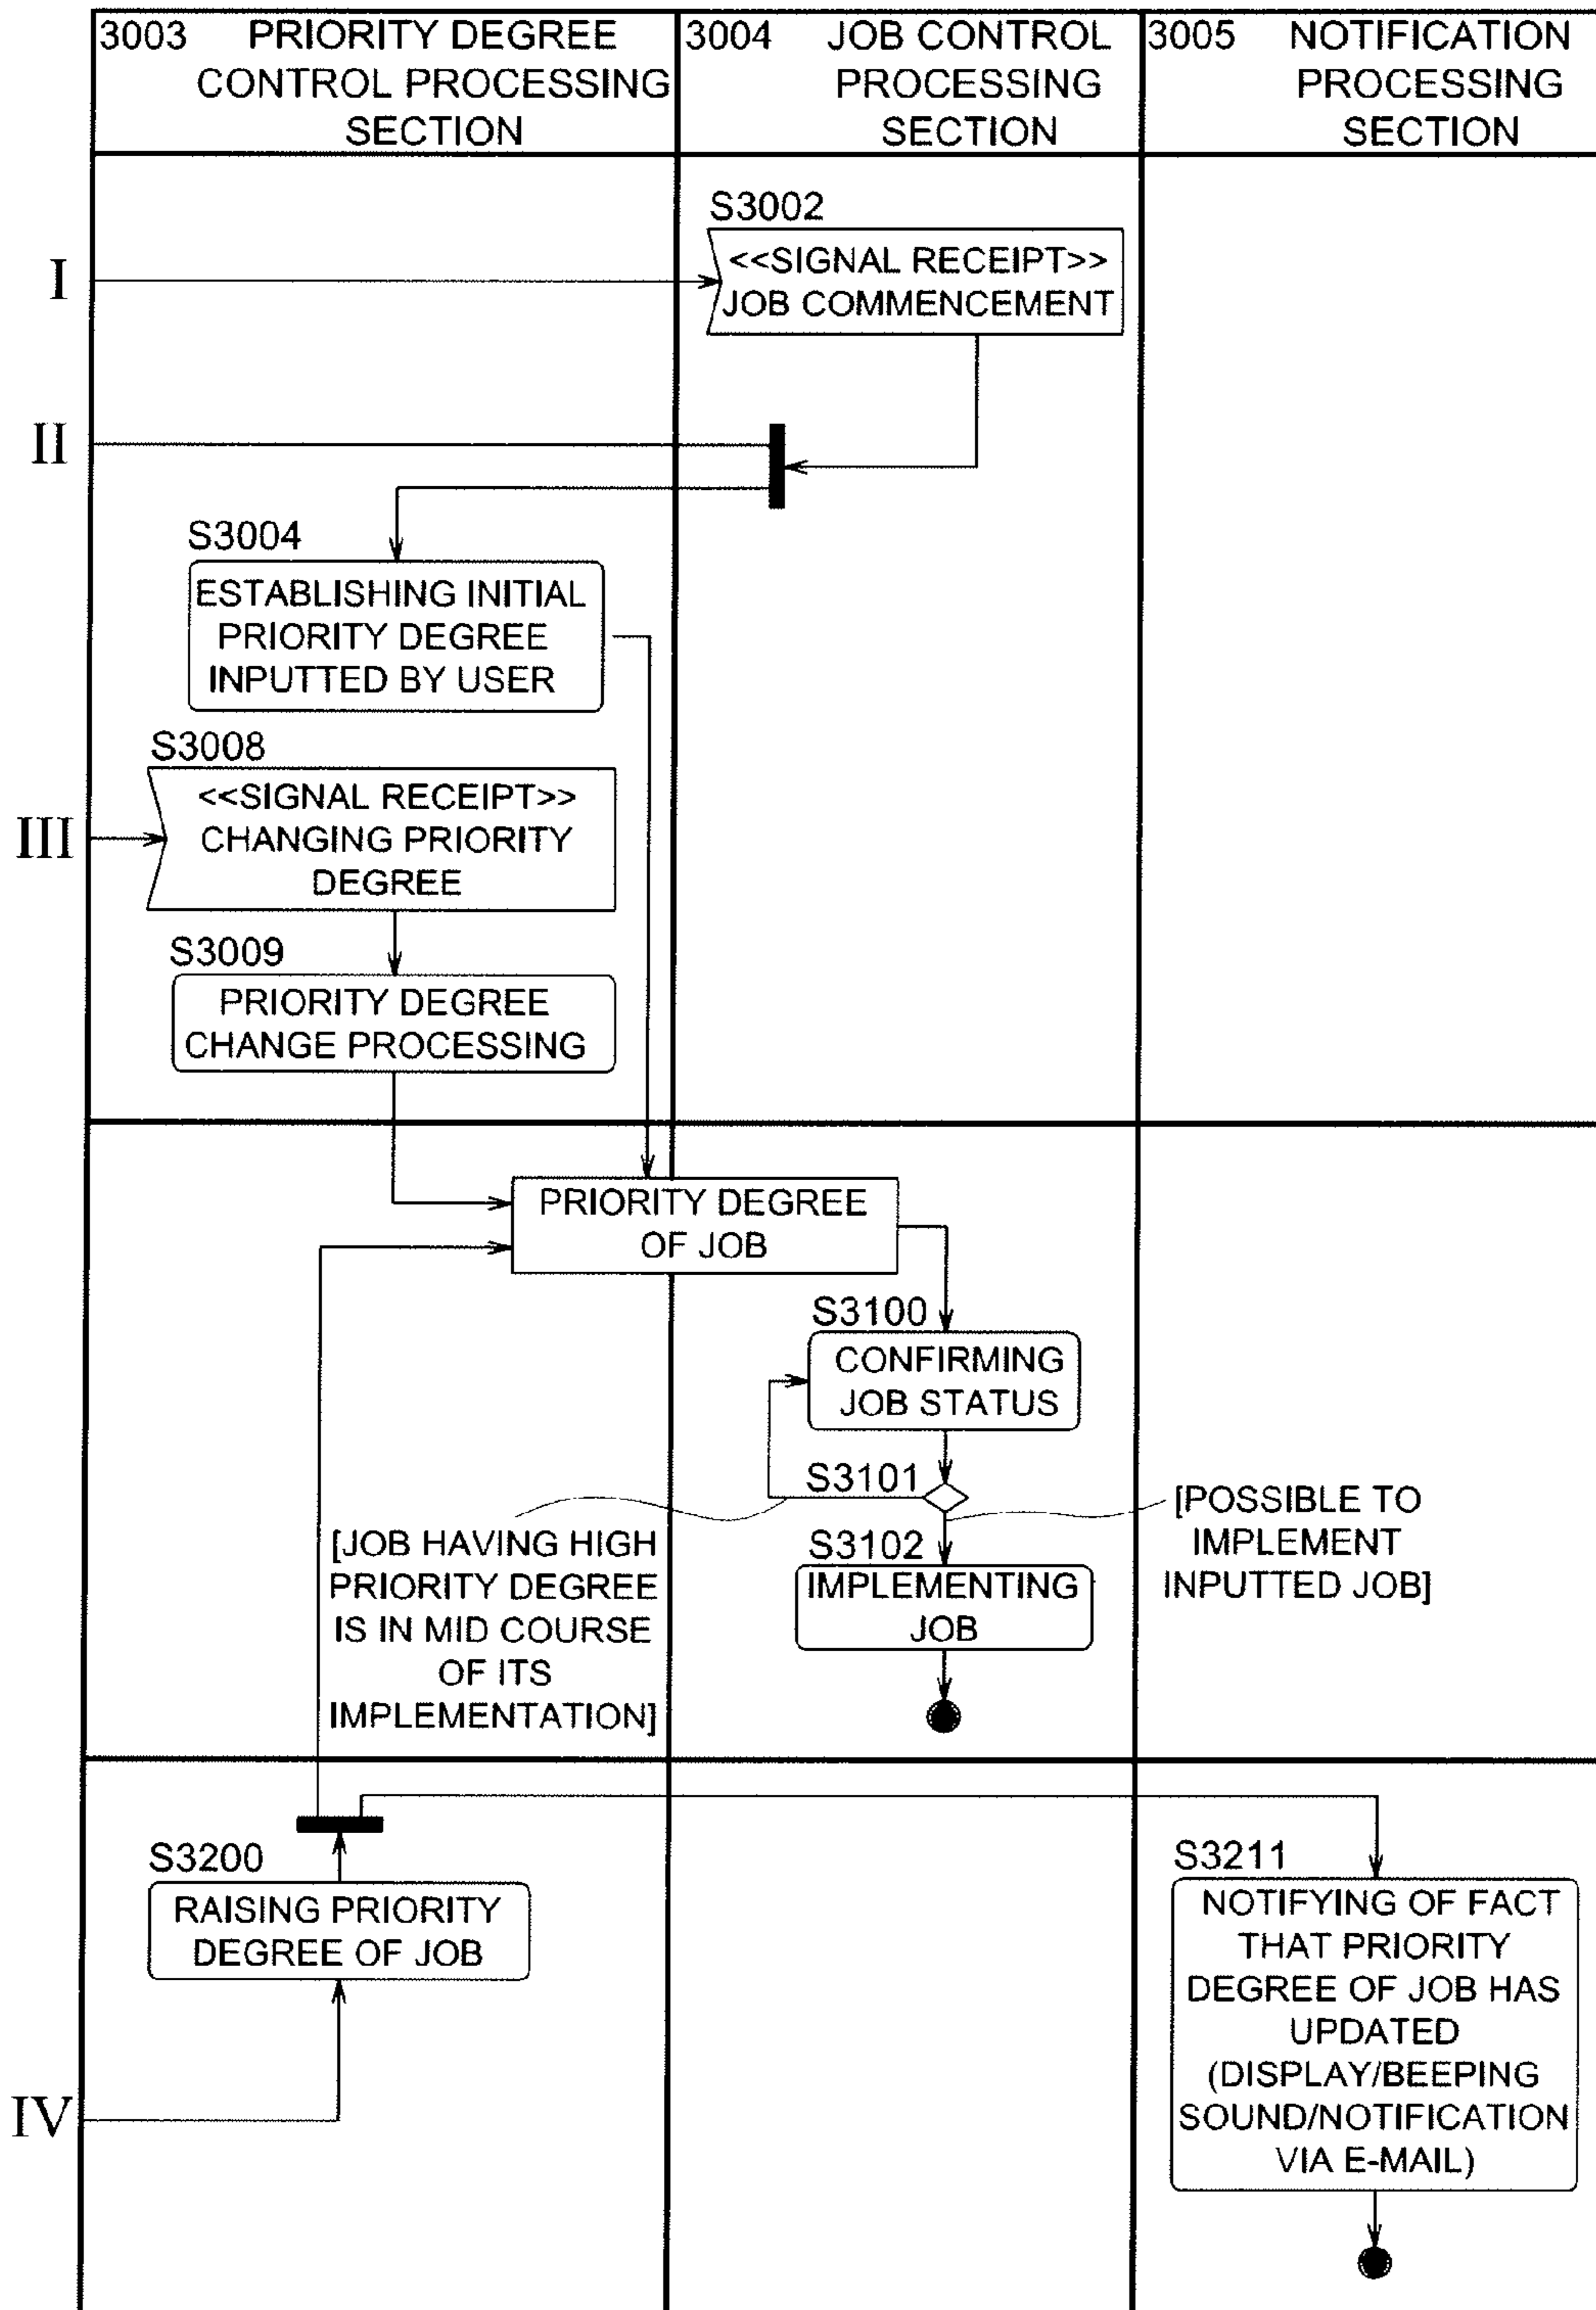 3003 PRIORITY DEGREE
CONTROL PROCESSING
SECTION
3004 JOB CONTROL
PROCESSING
SECTION
3005 NOTIFICATION
PROCESSING
SECTION
S3002
<<SIGNAL RECEIPT>>
JOB COMMENCEMENT
I
II
S3004
ESTABLISHING INITIAL
PRIORITY DEGREE
INPUTTED BY USER
S3008
<<SIGNAL RECEIPT>>
CHANGING PRIORITY
DEGREE
III
S3009
PRIORITY DEGREE
CHANGE PROCESSING
PRIORITY DEGREE
OF JOB
S3100
CONFIRMING
JOB STATUS
S3101
[JOB HAVING HIGH
PRIORITY DEGREE
IS IN MID COURSE
OF ITS
IMPLEMENTATION]
[POSSIBLE TO
IMPLEMENT
INPUTTED JOB]
S3102
IMPLEMENTING
JOB
S3200
RAISING PRIORITY
DEGREE OF JOB
IV
S3211
NOTIFYING OF FACT
THAT PRIORITY
DEGREE OF JOB HAS
UPDATED
(DISPLAY/BEEPING
SOUND/NOTIFICATION
VIA E-MAIL)